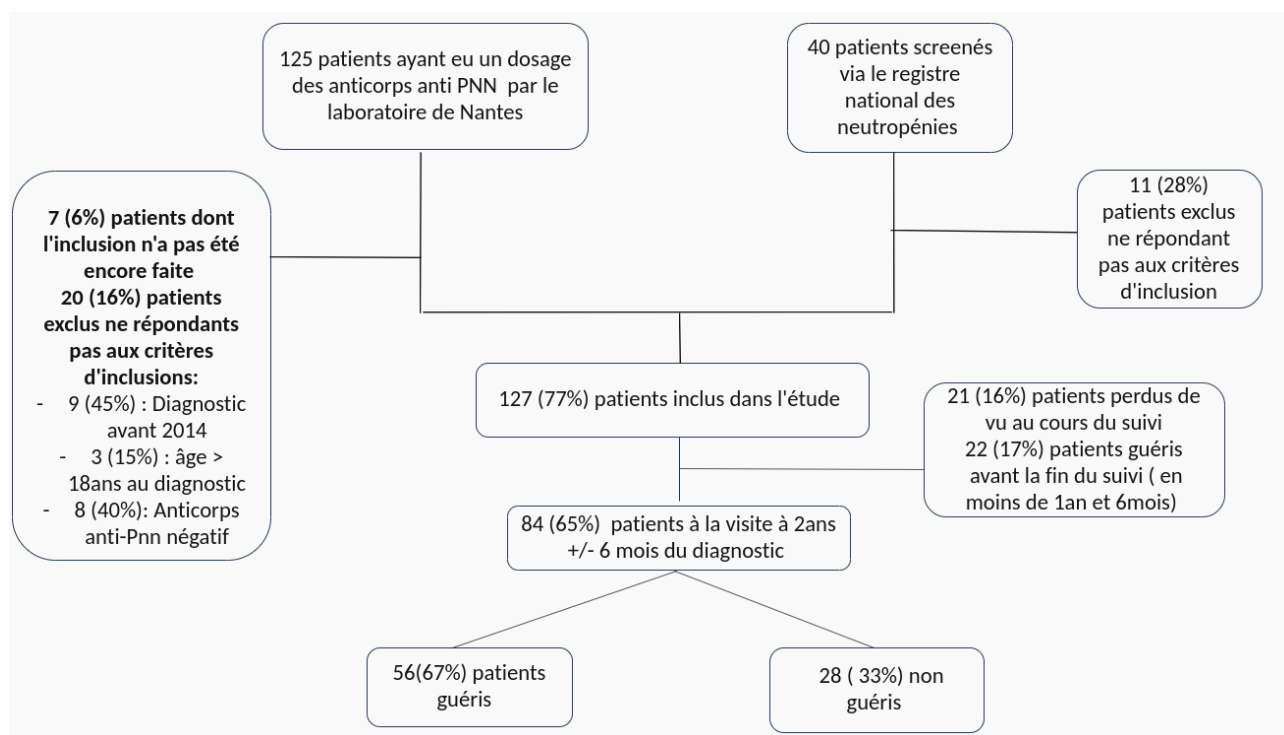 125 patients ayant eu un dosage
des anticorps anti PNN par le
laboratoire de Nantes
40 patients screenés
via le registre
national des
neutropénies
7 (6%) patients dont
l'inclusion n'a pas été
encore faite
20 (16%) patients
exclus ne répondants
pas aux critères
d'inclusions:
- 9 (45%) : Diagnostic
avant 2014
- 3 (15%) : âge >
18ans au diagnostic
- 8 (40%): Anticorps
anti-Pnn négatif
11 (28%)
patients exclus
ne répondant
pas aux critères
d'inclusion
127 (77%) patients inclus dans l'étude
21 (16%) patients perdus de
vu au cours du suivi
22 (17%) patients guéris
avant la fin du suivi ( en
moins de 1an et 6mois)
84 (65%) patients à la visite à 2ans
+/- 6 mois du diagnostic
56(67%) patients
guéris
28 ( 33%) non
guéris